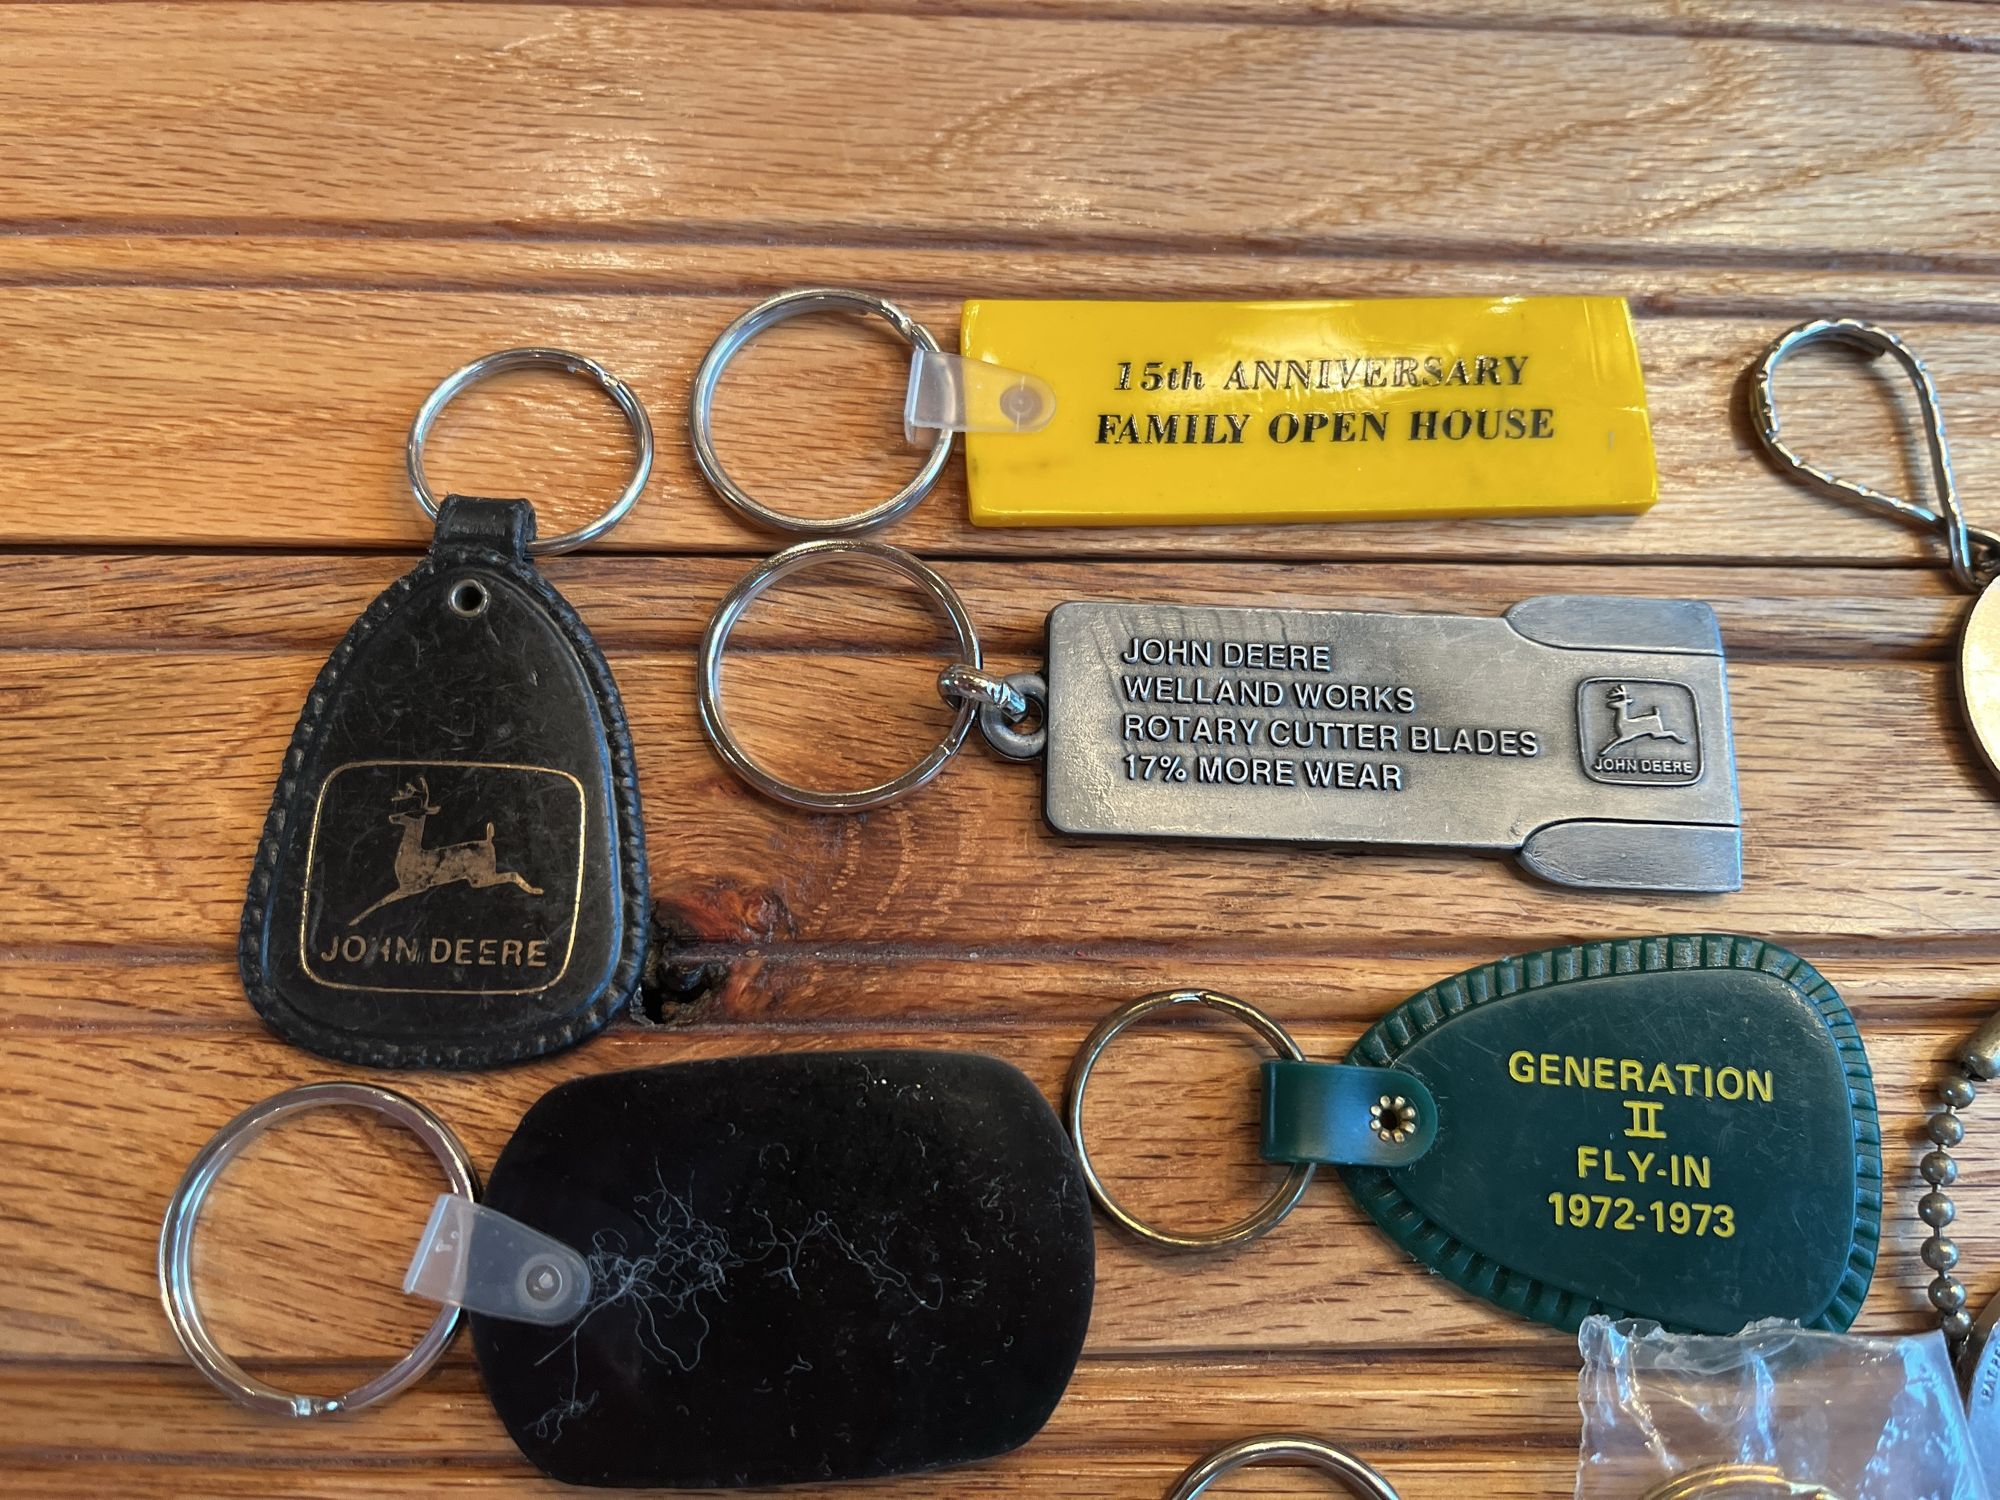 15th ANNIVERSARY
FAMILY OPEN HOUSE
JOHN DEERE
WELLAND WORKS
ROTARY CUTTER BLADES
17% MORE WEAR
JOHN DEERE
JOHN DEERE
GENERATION
II
FLY-IN
1972-1973